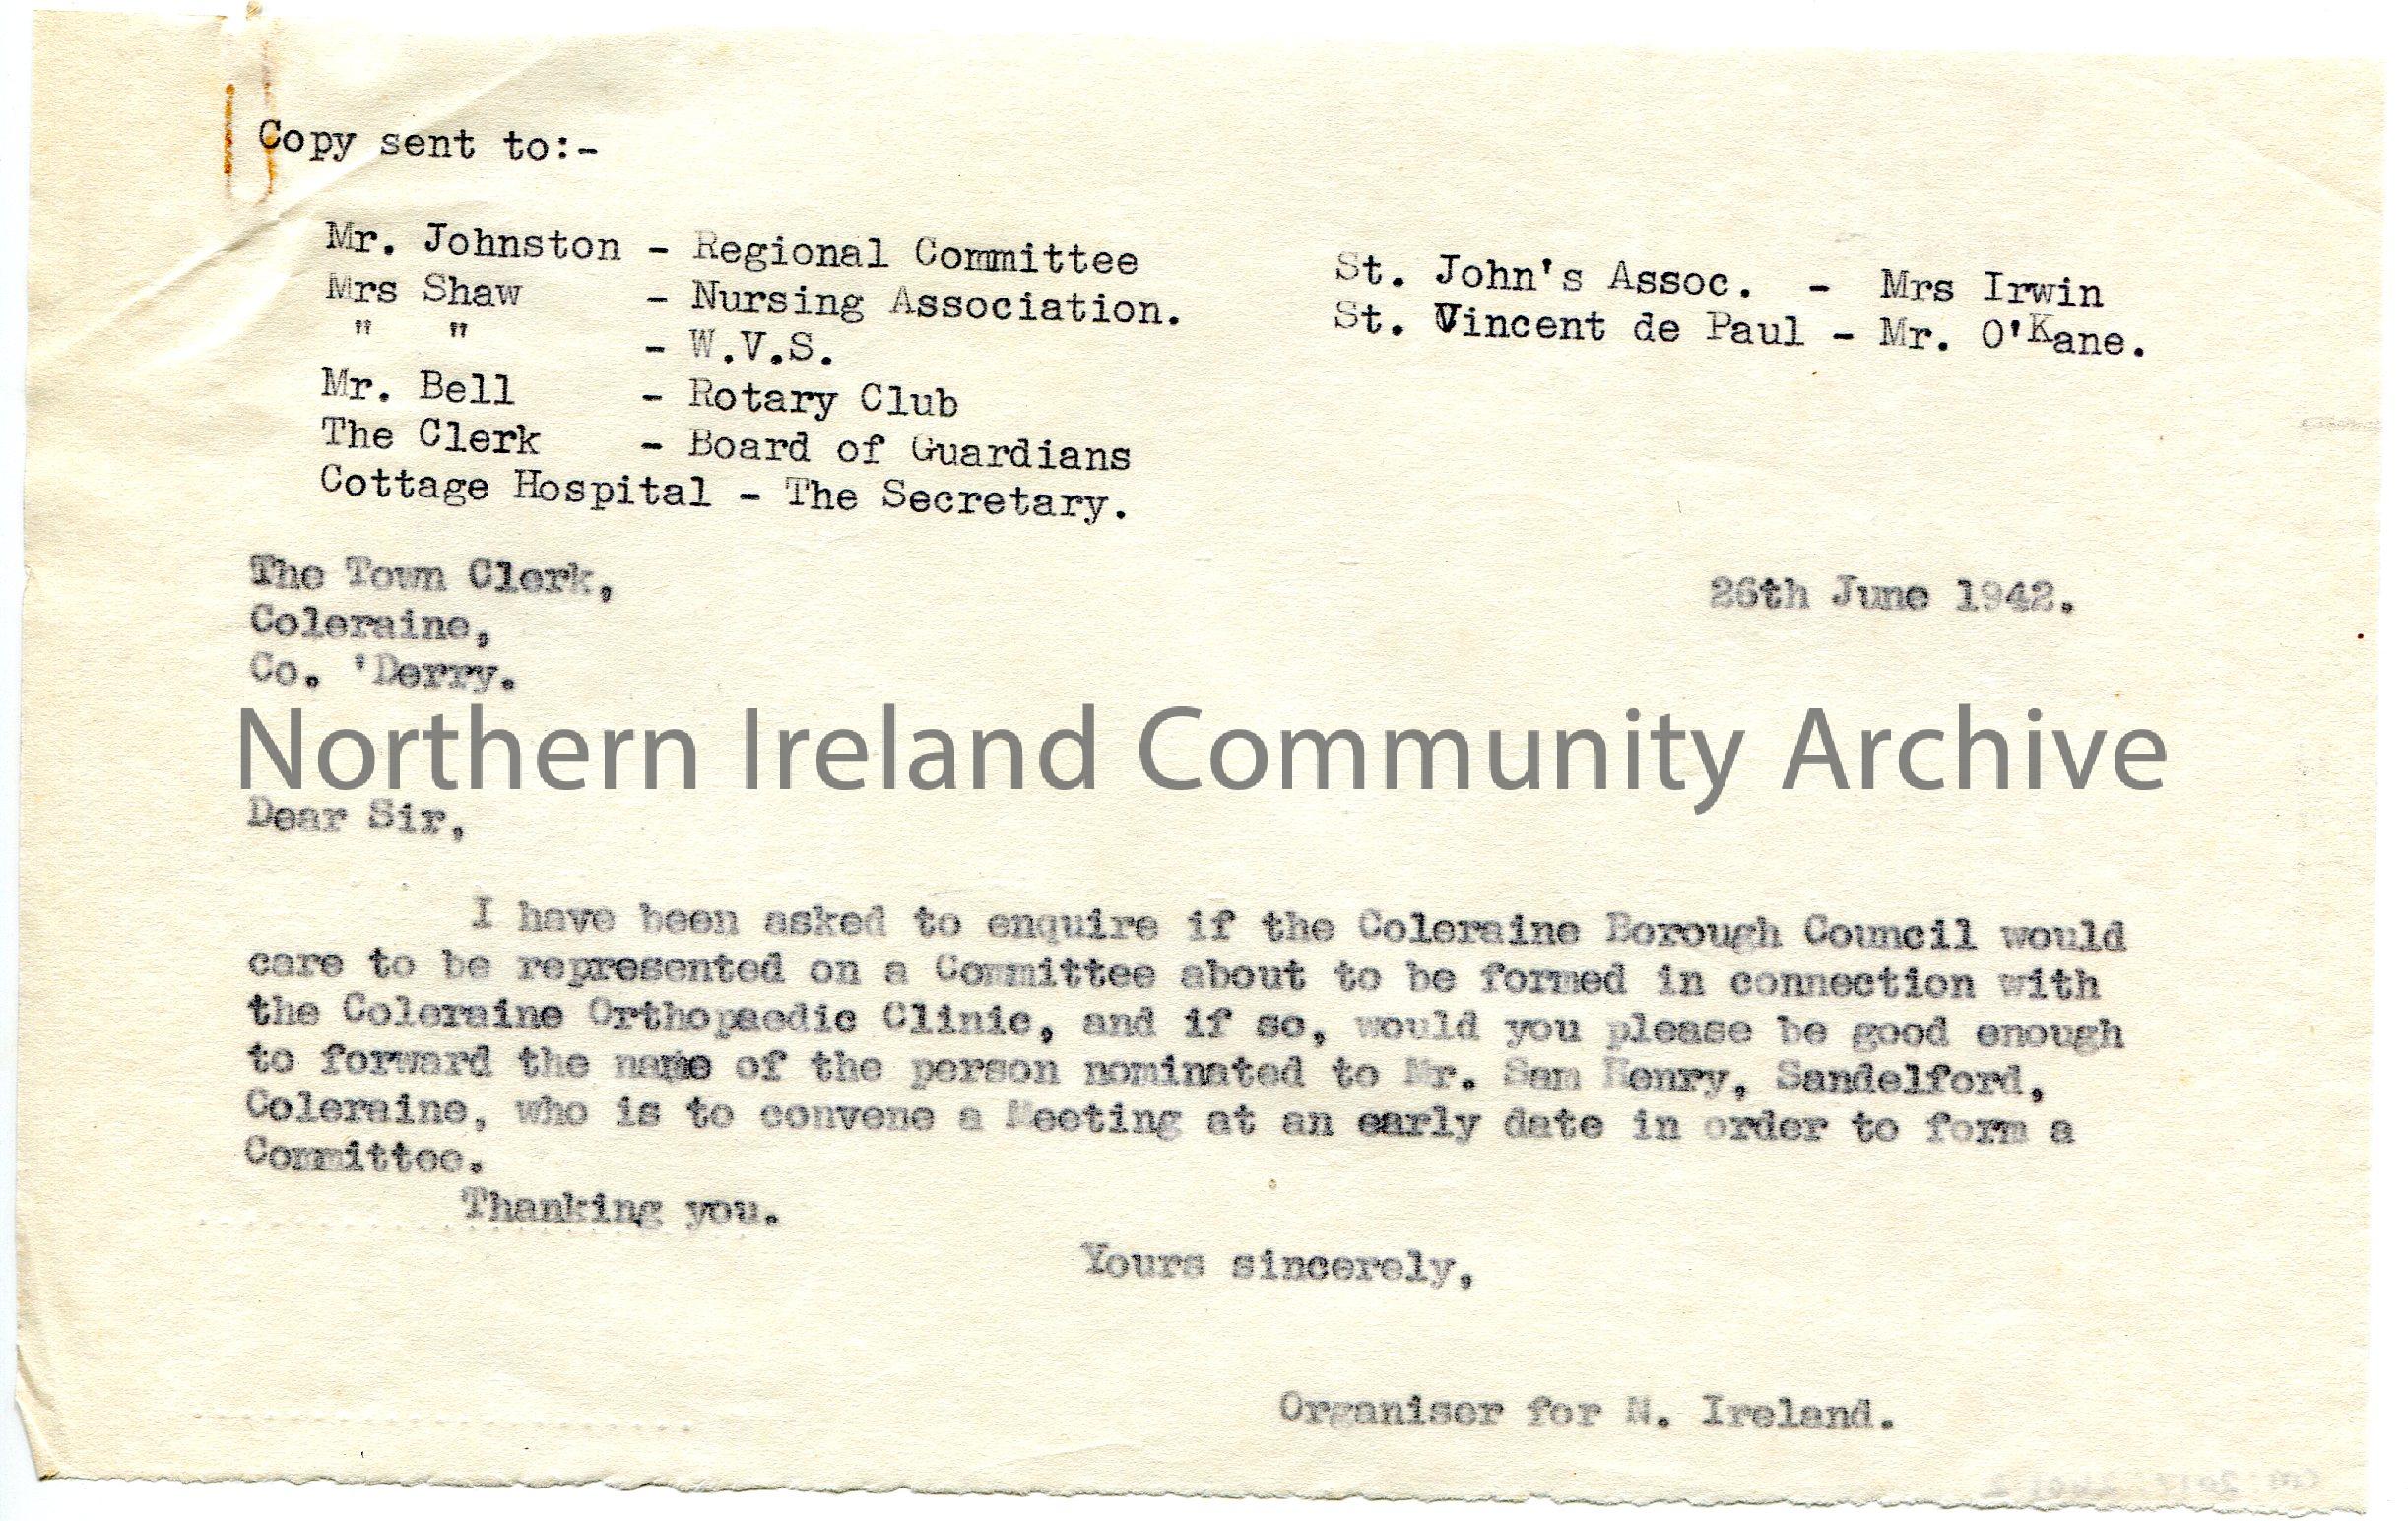 Copy sent to:-
Mr. Johnston - Regional Committee
Mrs Shaw - Nursing Association.
" " - W.V.S.
Mr. Bell - Rotary Club
The Clerk - Board of Guardians
Cottage Hospital - The Secretary.
St. John's Assoc. - Mrs Irwin
St. Vincent de Paul - Mr. O'Kane.
The Town Clerk,
Coleraine,
Co. 'Derry.
26th June 1942.
Northern Ireland Community Archive
Dear Sir,
I have been asked to enquire if the Coleraine Borough Council would
care to be represented on a Committee about to be formed in connection with
the Coleraine Orthopaedic Clinic, and if so, would you please be good enough
to forward the name of the person nominated to Mr. Sam Henry, Sandelford,
Coleraine, who is to convene a Meeting at an early date in order to form a
Committee.
Thanking you.
Yours sincerely,
Organiser for N. Ireland.